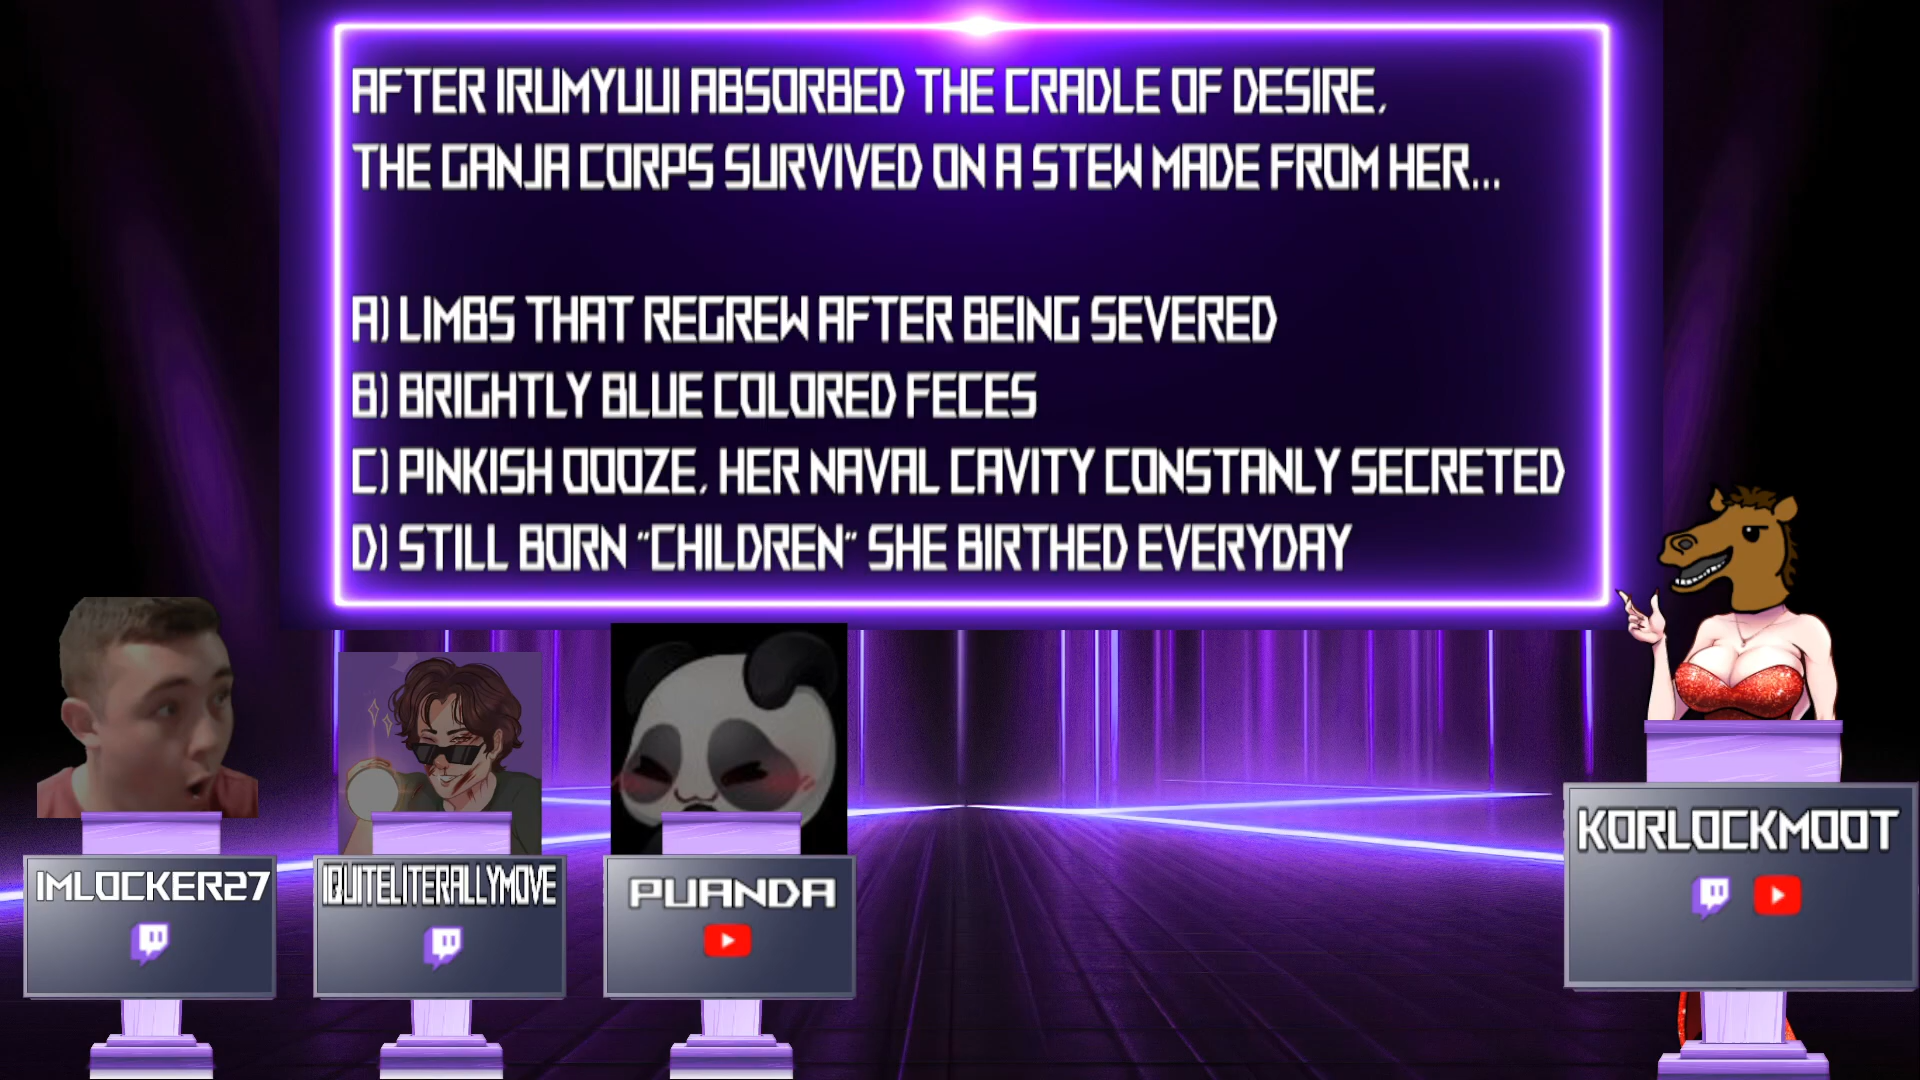 AFTER IRUMYUUI ABSORBED THE CRADLE OF DESIRE,
THE GANJA CORPS SURVIVED ON A STEW MADE FROM HER...
A) LIMBS THAT REGREW AFTER BEING SEVERED
B) BRIGHTLY BLUE COLORED FECES
C) PINKISH OOOZE, HER NAVAL CAVITY CONSTANLY SECRETED
D) STILL BORN "CHILDREN" SHE BIRTHED EVERYDAY
IMLOCKER27
IQUITELITERALLYMOVE
PUANDA
KORLOCKMOOT